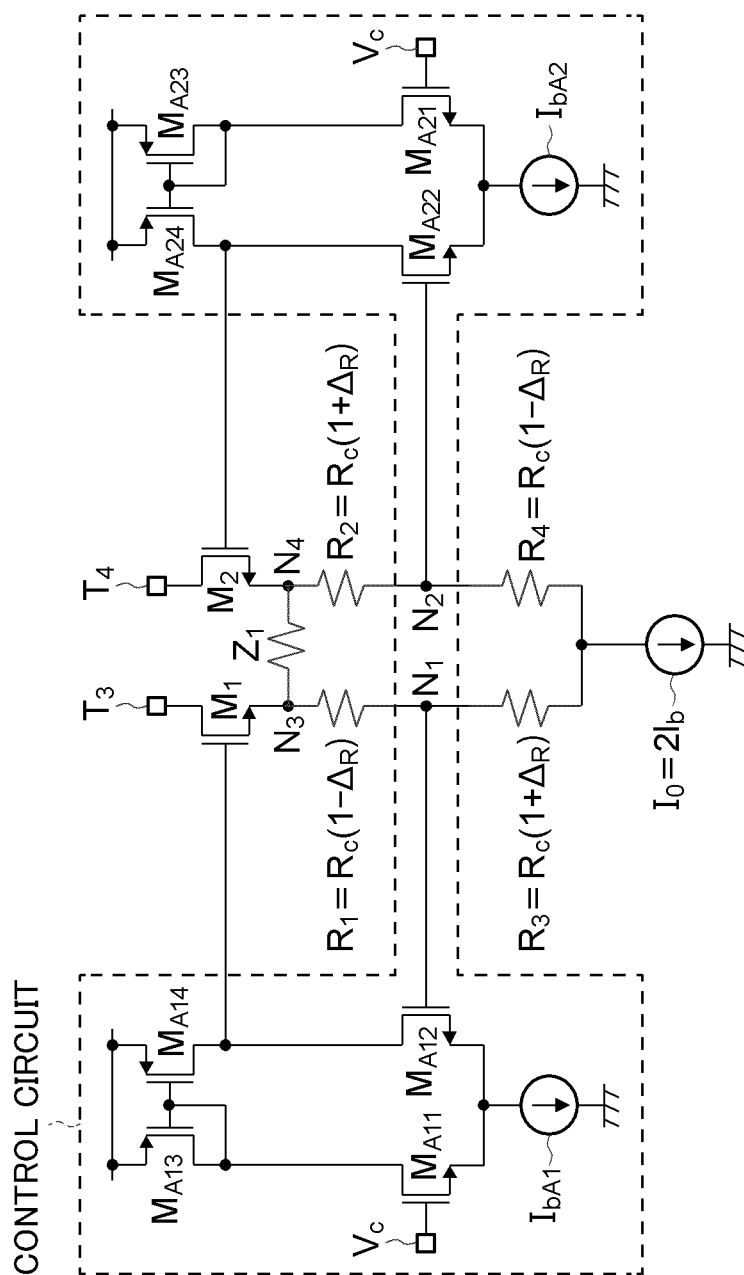 CONTROL CIRCUIT
M_A13
M_A14
V_c
M_A11
M_A12
I_bA1
T_3
T_4
M_1
M_2
N_3
Z_1
N_4
R_1=R_c(1−Δ_R)
R_2=R_c(1+Δ_R)
N_1
N_2
R_3=R_c(1+Δ_R)
R_4=R_c(1−Δ_R)
I_0=2I_b
M_A24
M_A23
M_A22
M_A21
V_c
I_bA2